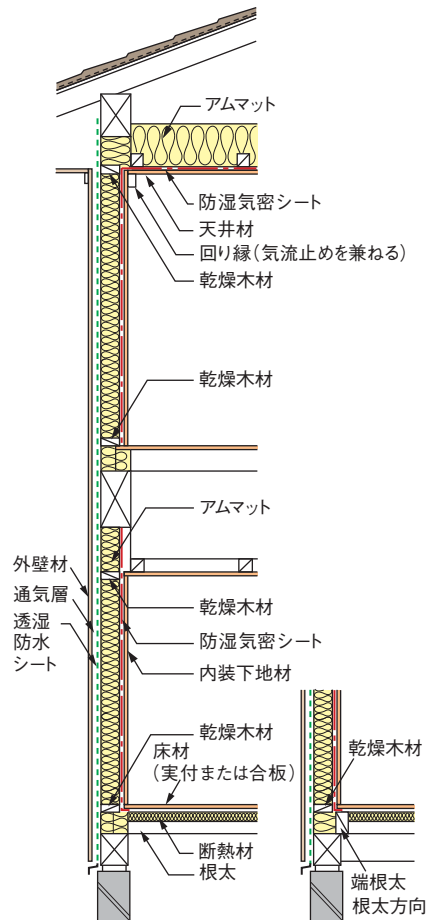 アムマット
防湿気密シート
天井材
回り縁(気流止めを兼ねる)
乾燥木材
乾燥木材
アムマット
外壁材
通気層
透湿
防水
シート
乾燥木材
防湿気密シート
内装下地材
乾燥木材
床材
(実付または合板)
断熱材
根太
乾燥木材
端根太
根太方向